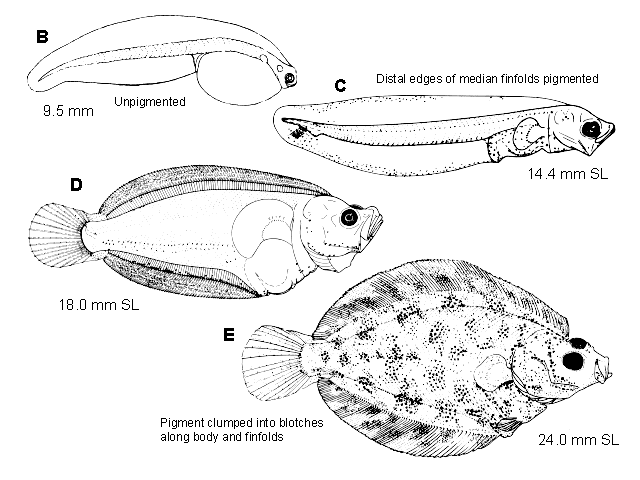 B
9.5 mm
Unpigmented
C
Distal edges of median finfolds pigmented
14.4 mm SL
D
18.0 mm SL
E
Pigment clumped into blotches
along body and finfolds
24.0 mm SL